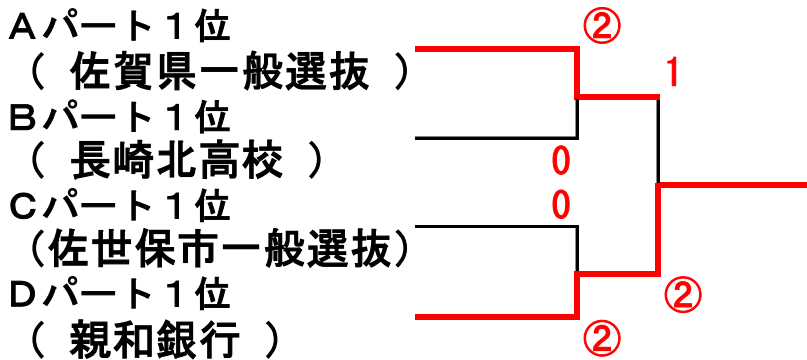 Aパート1位
②
( 佐賀県一般選抜 )
1
Bパート1位
( 長崎北高校 )
0
Cパート1位
0
(佐世保市一般選抜)
Dパート1位
②
( 親和銀行 )
②